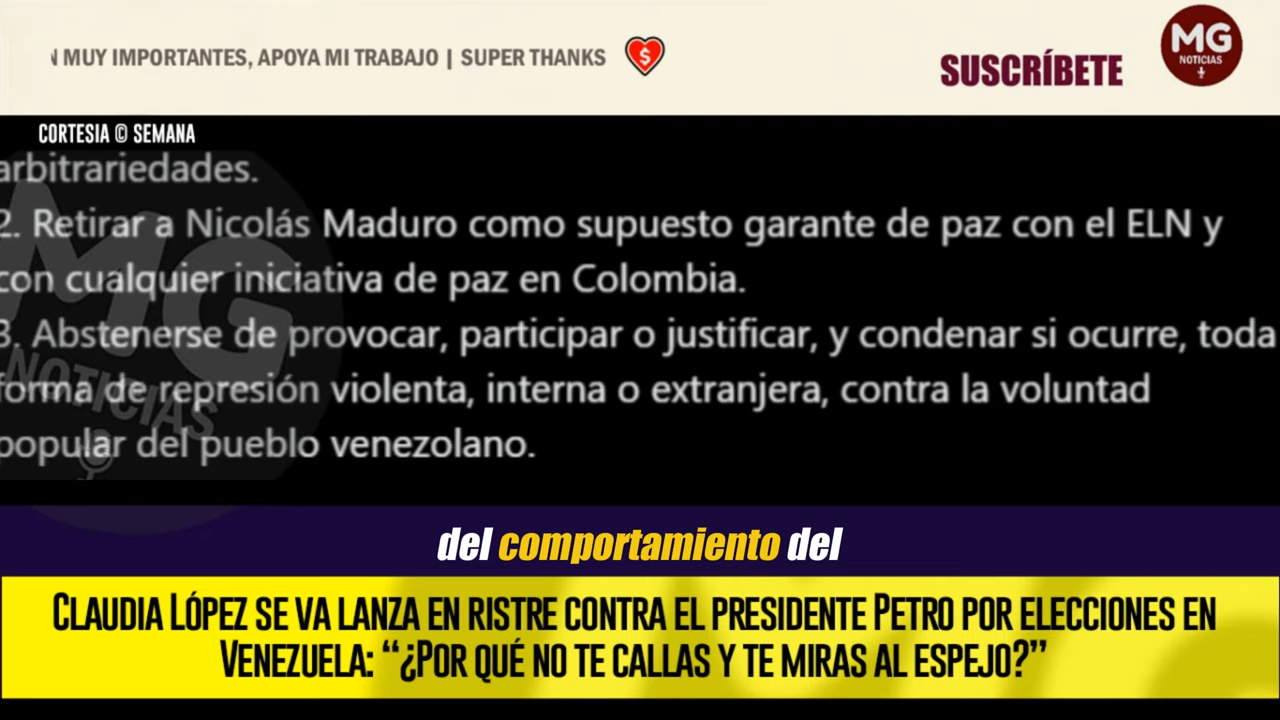 MUY IMPORTANTES, APOYA MI TRABAJO | SUPER THANKS
SUSCRÍBETE
MG
NOTICIAS
CORTESIA © SEMANA
arbitrariedades.
2. Retirar a Nicolás Maduro como supuesto garante de paz con el ELN y
con cualquier iniciativa de paz en Colombia.
3. Abstenerse de provocar, participar o justificar, y condenar si ocurre, toda
forma de represión violenta, interna o extranjera, contra la voluntad
popular del pueblo venezolano.
MG
NOTICIAS
del comportamiento del
CLAUDIA LÓPEZ SE VA LANZA EN RISTRE CONTRA EL PRESIDENTE PETRO POR ELECCIONES EN
VENEZUELA: “¿POR QUÉ NO TE CALLAS Y TE MIRAS AL ESPEJO?”